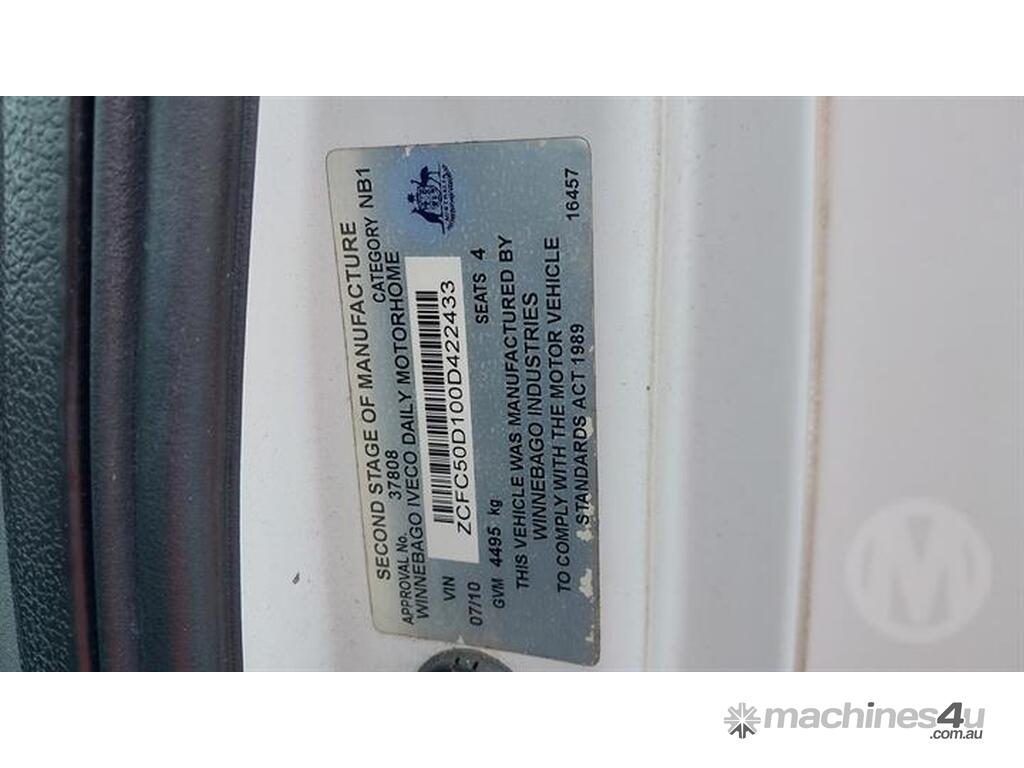 SECOND STAGE OF MANUFACTURE
APPROVAL No. 37808 CATEGORY NB1
WINNEBAGO IVECO DAILY MOTORHOME
AUSTRALIA
VIN ZCFC50D100D422433
07/10 SEATS 4
GVM 4495 kg
THIS VEHICLE WAS MANUFACTURED BY
WINNEBAGO INDUSTRIES
TO COMPLY WITH THE MOTOR VEHICLE
STANDARDS ACT 1989 16457
M
machines4u
.com.au